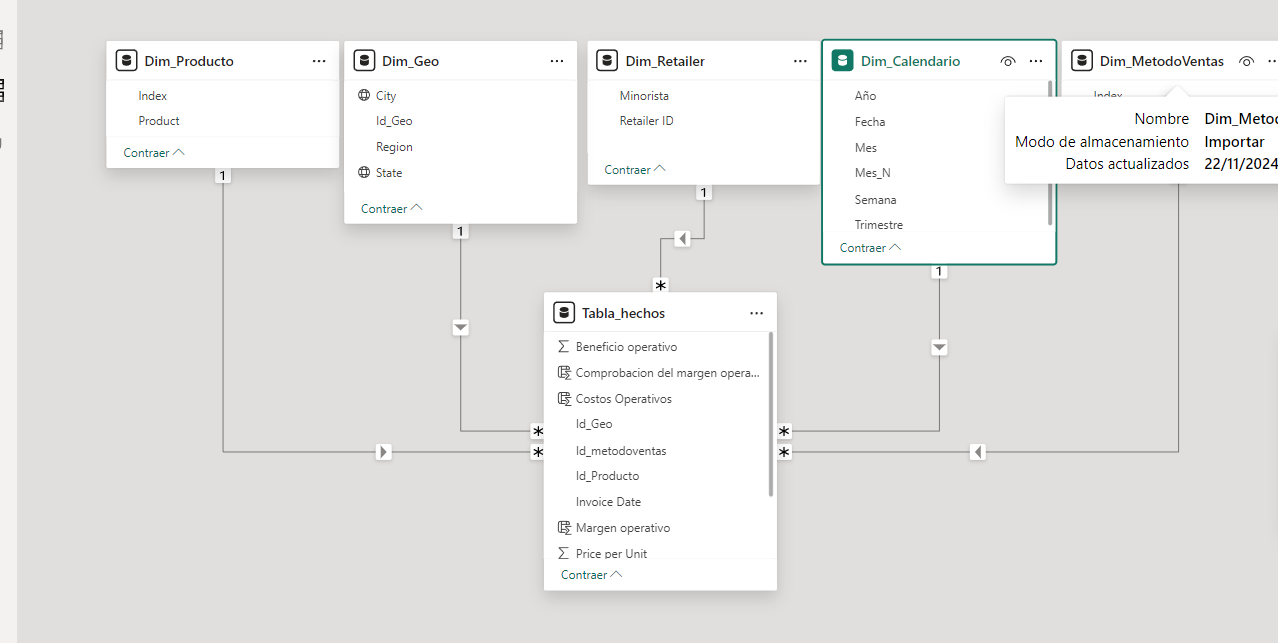 Dim_Producto
Index
Product
Contraer
1
Dim_Geo
City
Id_Geo
Region
State
Contraer
1
Dim_Retailer
Minorista
Retailer ID
Contraer
1
*
Dim_Calendario
Año
Fecha
Mes
Mes_N
Semana
Trimestre
Contraer
1
Dim_MetodoVentas
Index
Nombre Dim_Metod
Modo de almacenamiento Importar
Datos actualizados 22/11/2024
Tabla_hechos
Beneficio operativo
Comprobacion del margen opera...
Costos Operativos
Id_Geo
Id_metodoventas
Id_Producto
Invoice Date
Margen operativo
Price per Unit
Contraer
*
*
*
*